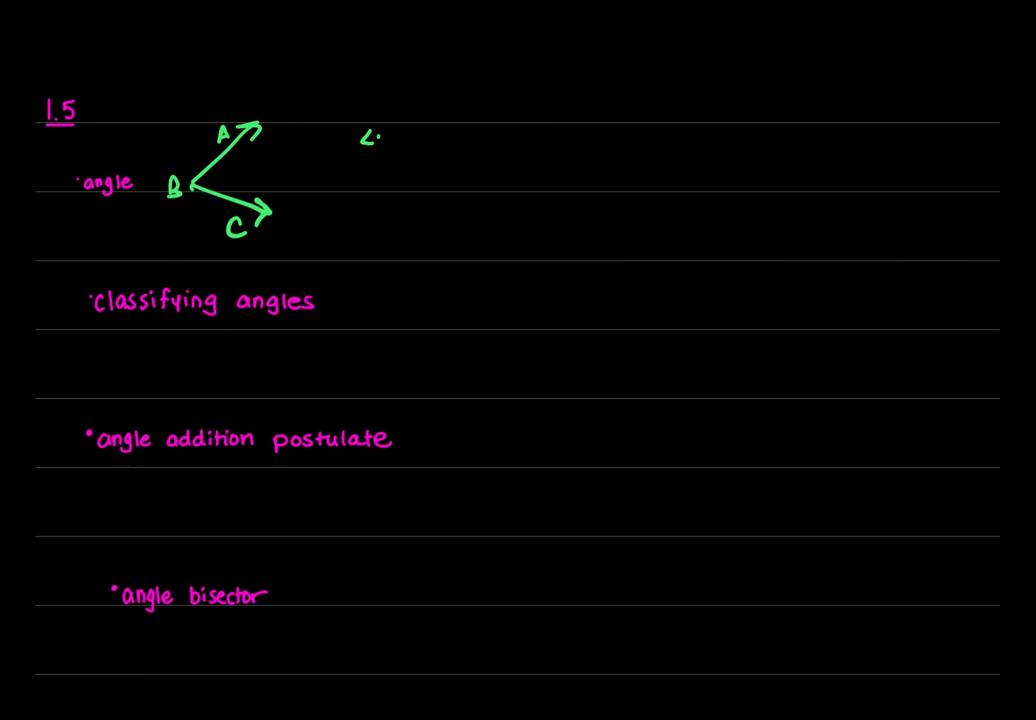 1.5
A
∠
·angle
B
C
·classifying angles
•angle addition postulate
•angle bisector